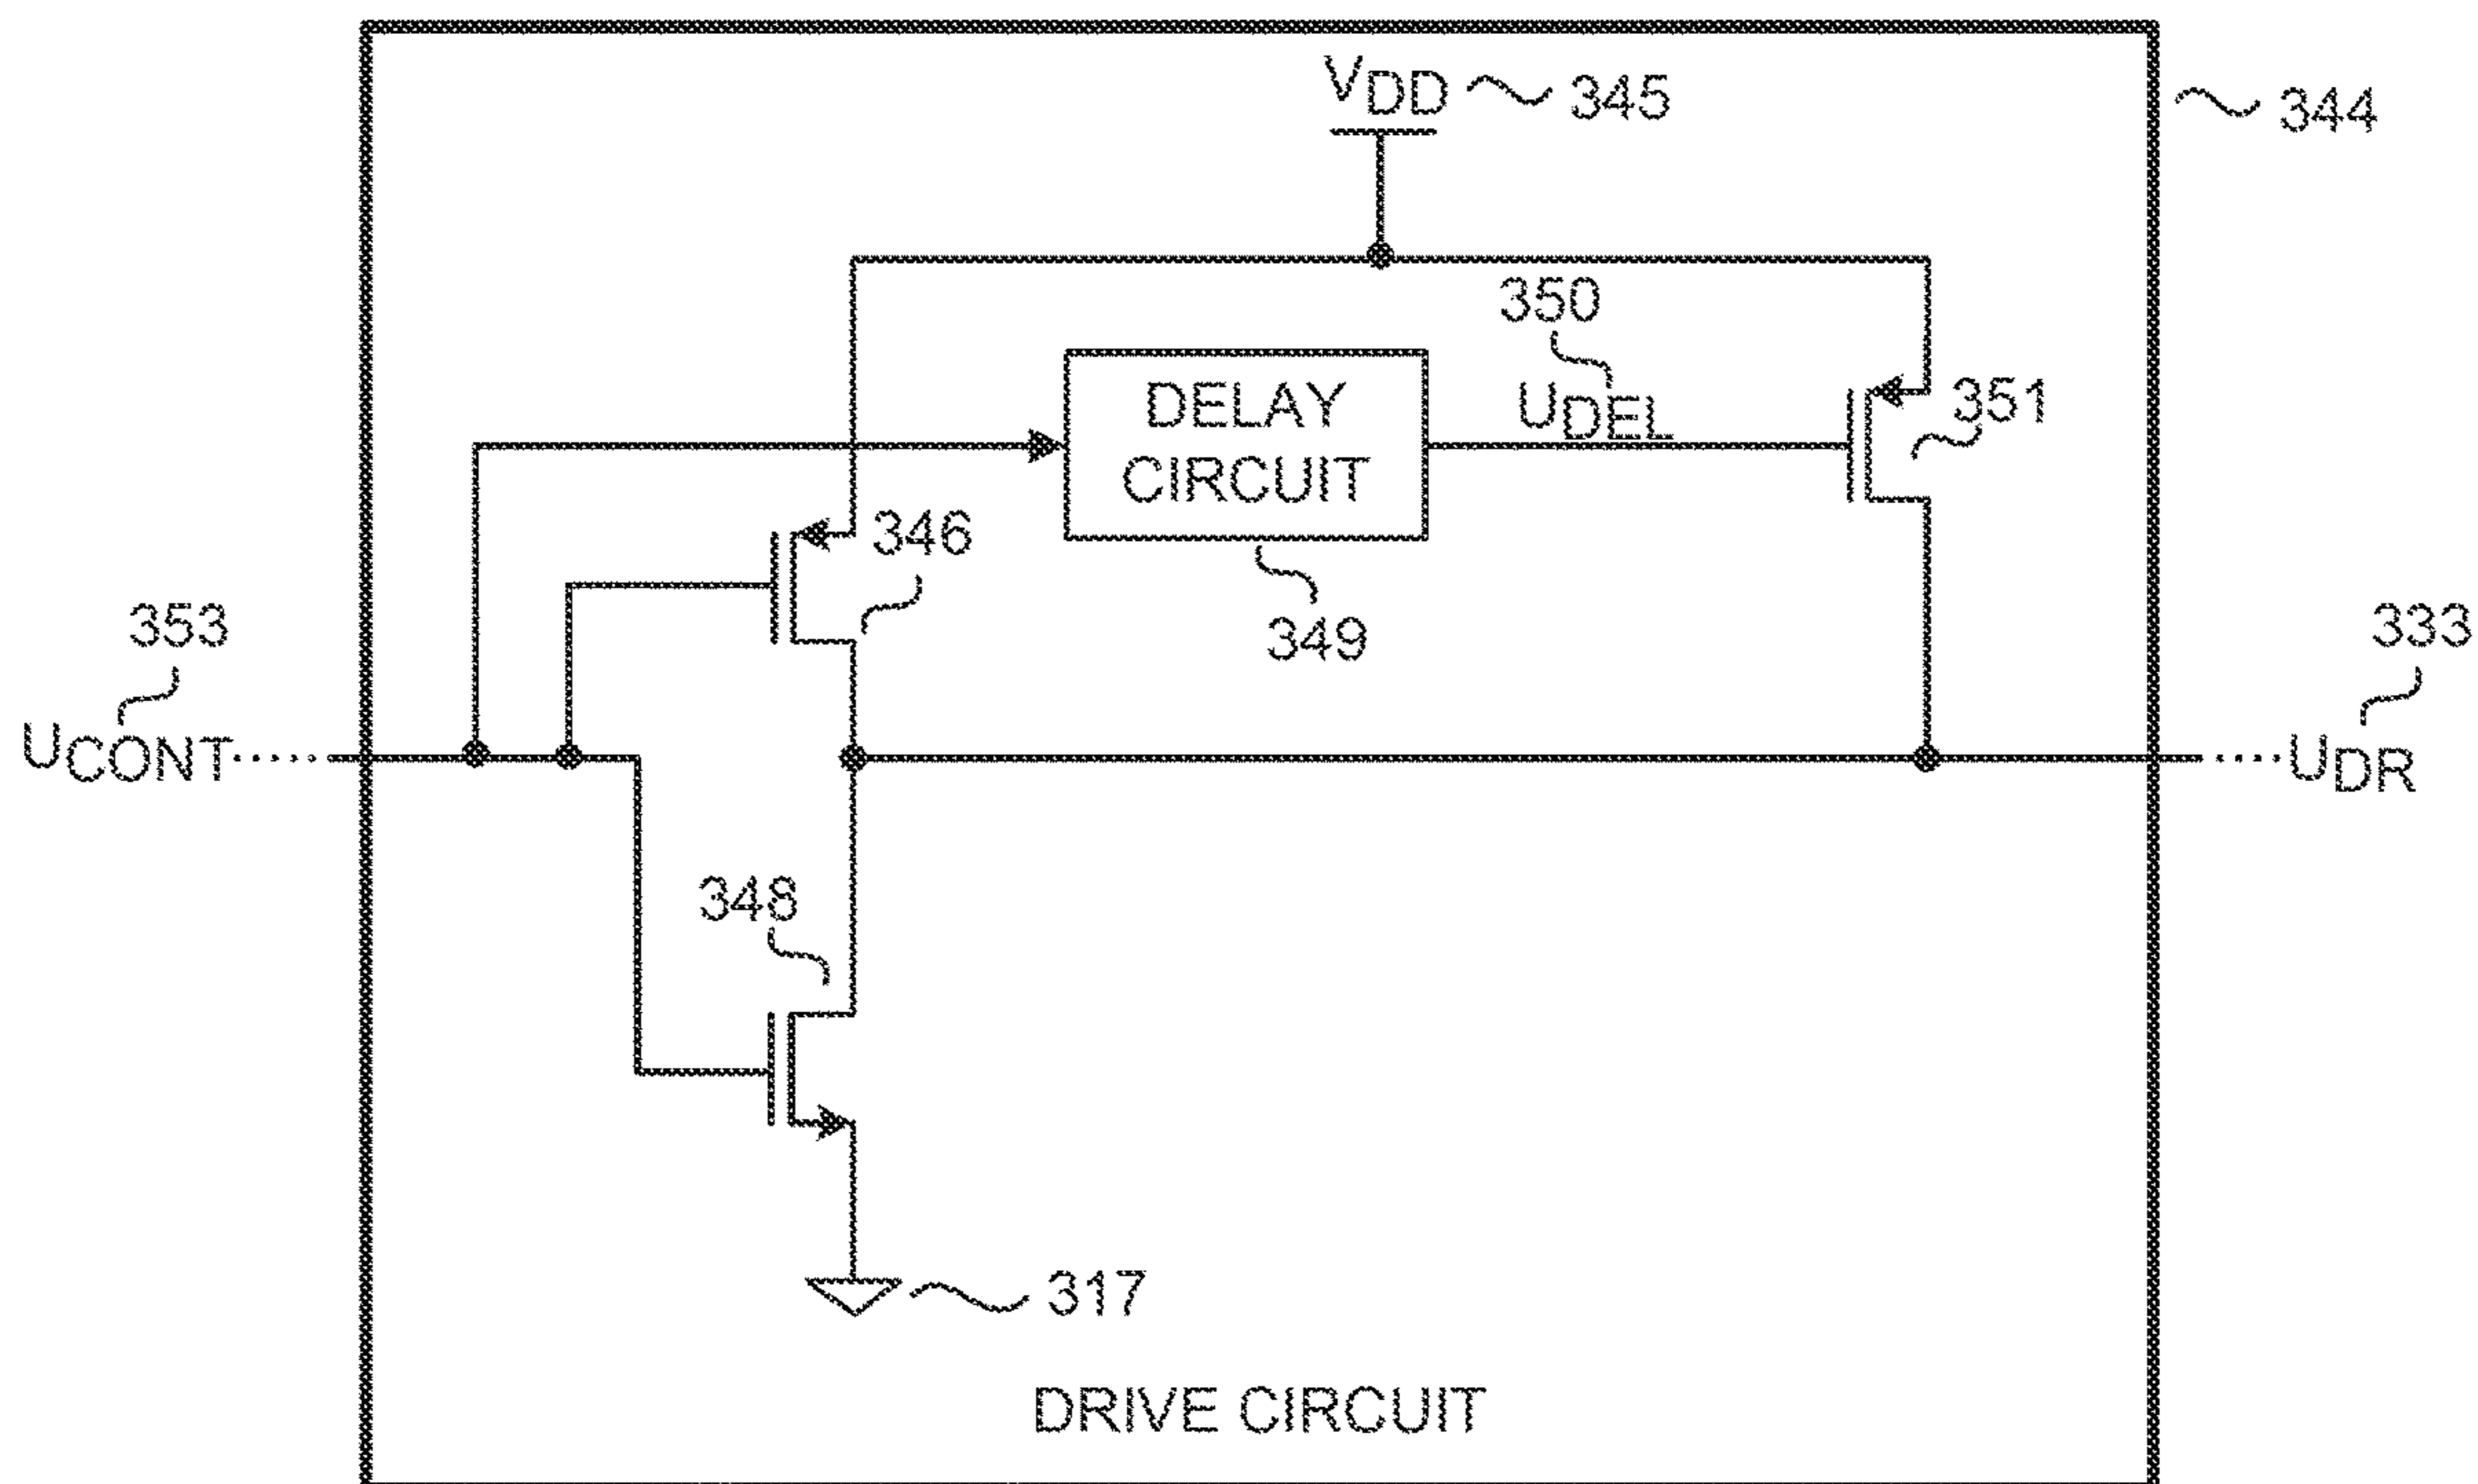 VDD 345
344
350
UDEL
351
DELAY
CIRCUIT
346
349
353
333
UCONT
UDR
348
317
DRIVE CIRCUIT